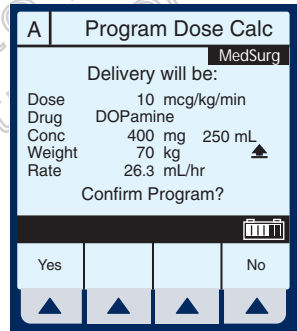 A Program Dose Calc
MedSurg
Delivery will be:
Dose 10 mcg/kg/min
Drug DOPamine
Conc 400 mg 250 mL
Weight 70 kg
Rate 26.3 mL/hr
Confirm Program?
Yes No